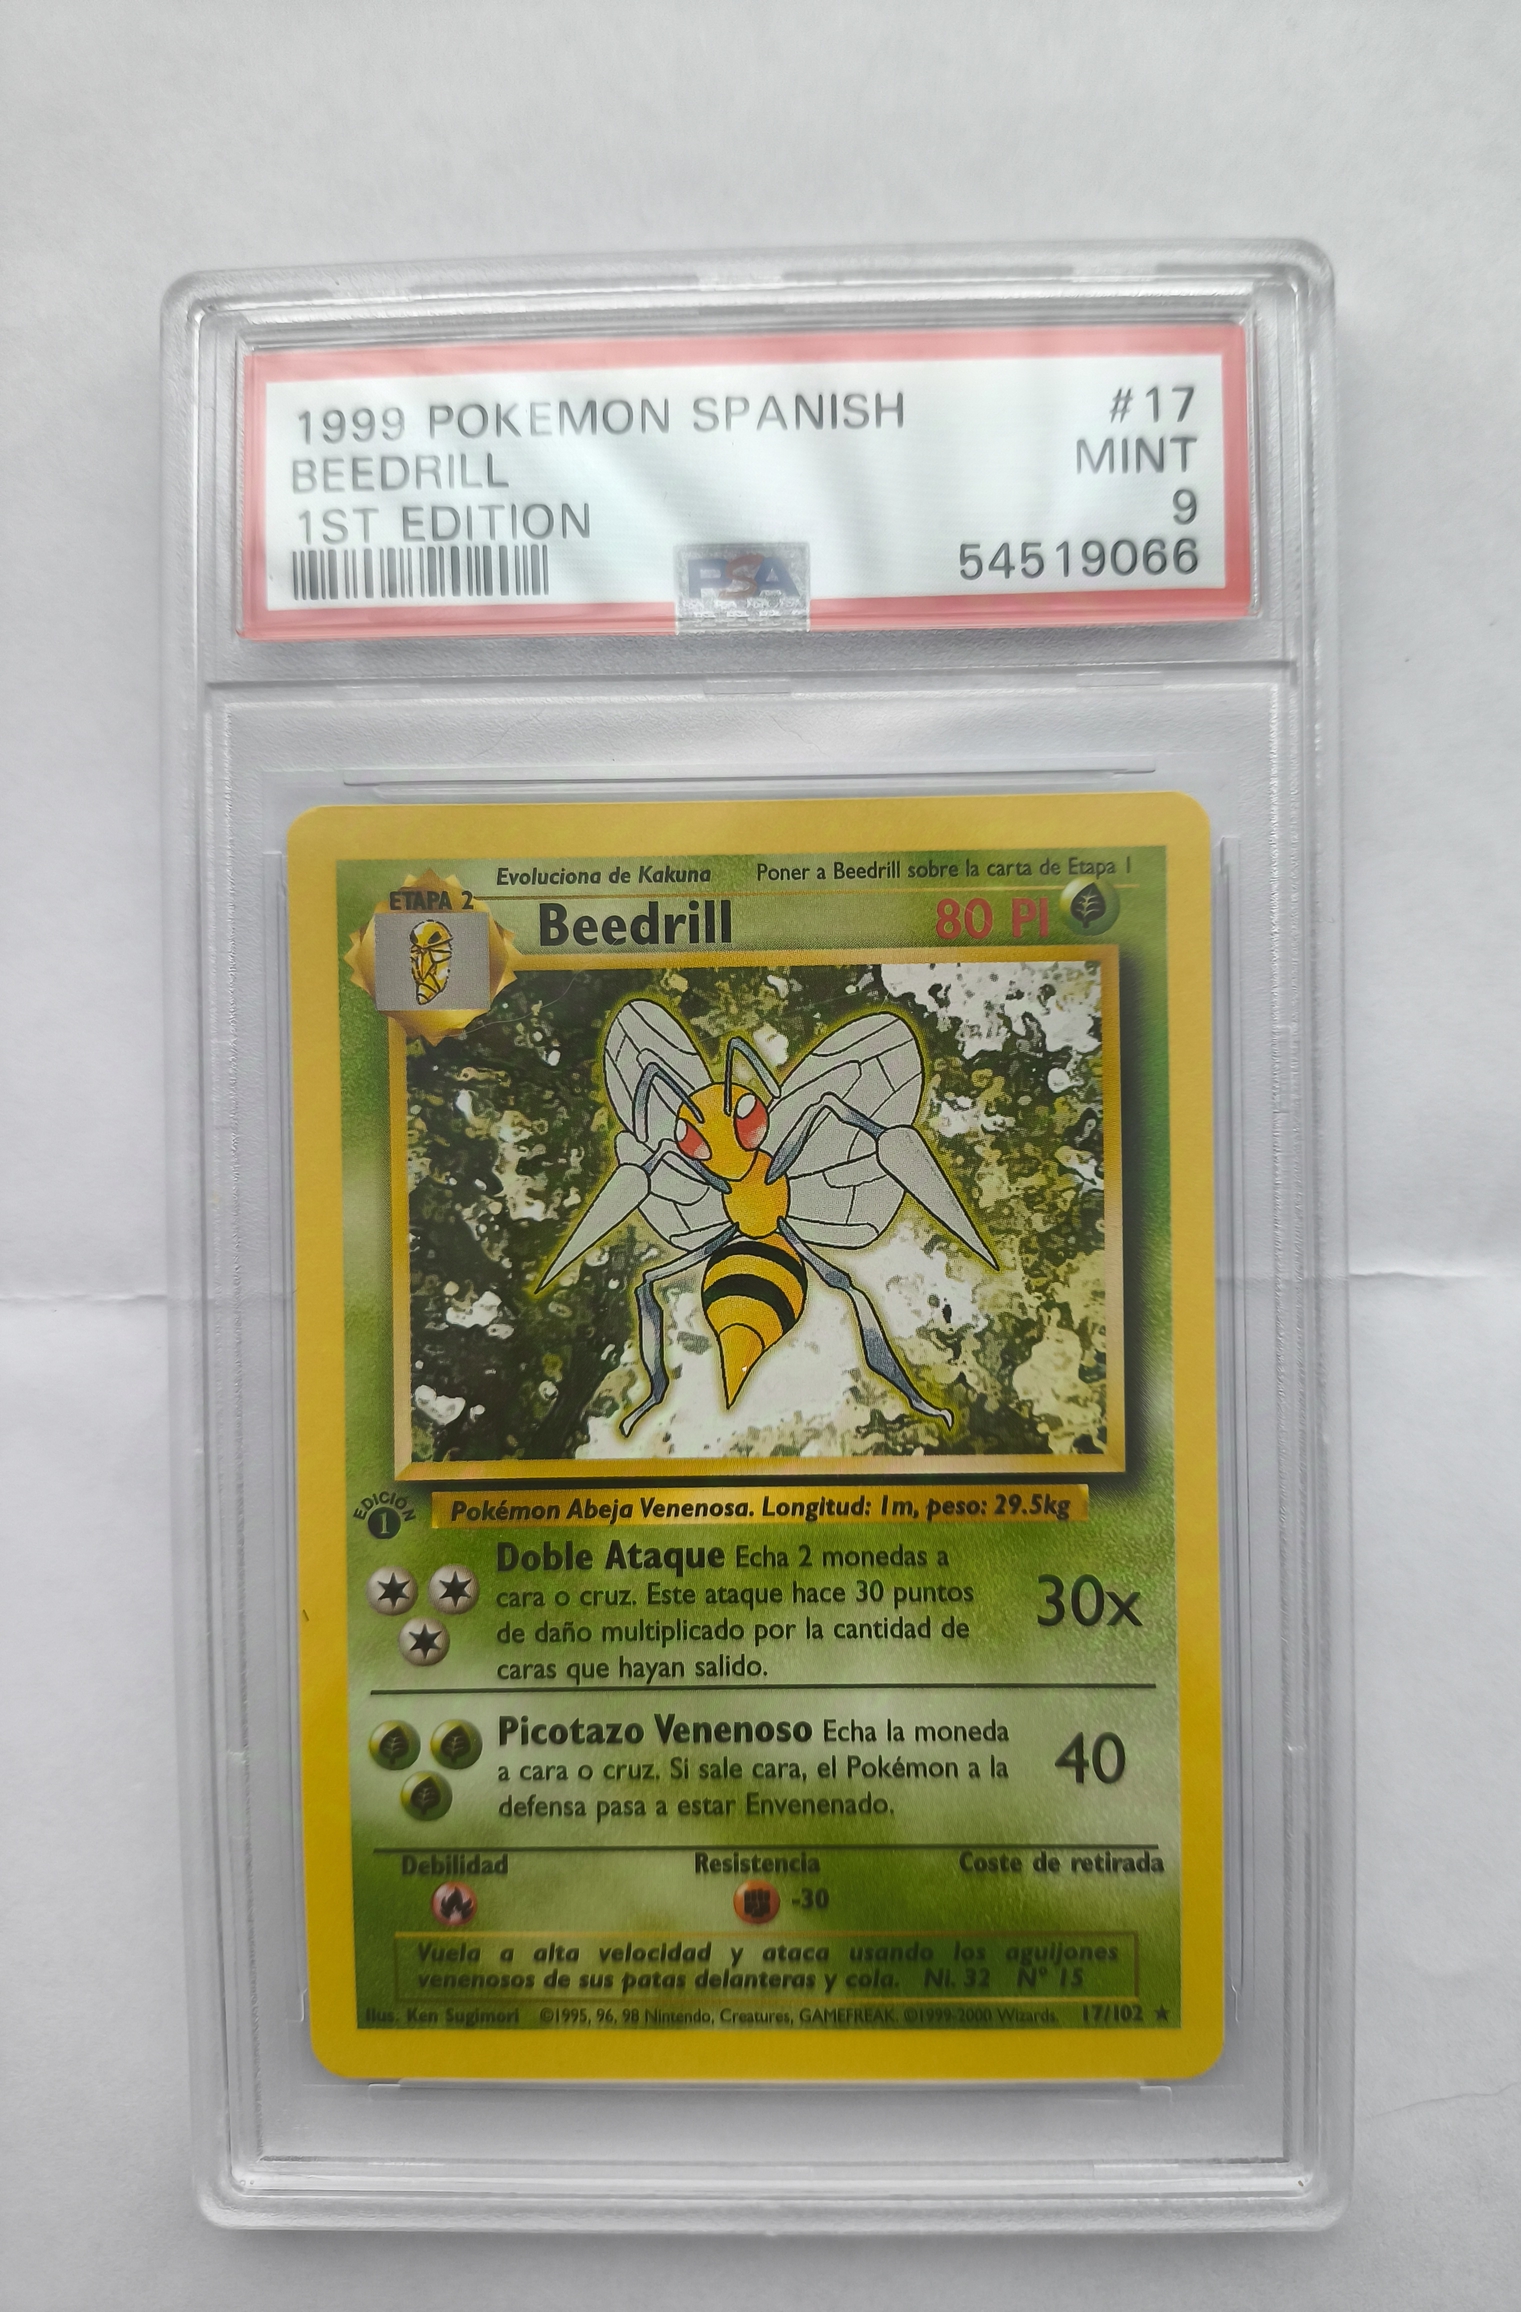 1999 POKEMON SPANISH #17
BEEDRILL MINT
1ST EDITION 9
54519066
PSA
Evoluciona de Kakuna Poner a Beedrill sobre la carta de Etapa 1
ETAPA 2
Beedrill 80 PI
EDICIÓN
1
Pokémon Abeja Venenosa. Longitud: 1m, peso: 29.5kg
Doble Ataque Echa 2 monedas a
cara o cruz. Este ataque hace 30 puntos
de daño multiplicado por la cantidad de
caras que hayan salido.
30x
Picotazo Venenoso Echa la moneda
a cara o cruz. Si sale cara, el Pokémon a la
defensa pasa a estar Envenenado.
40
Debilidad Resistencia Coste de retirada
-30
Vuela a alta velocidad y ataca usando los aguijones
venenosos de sus patas delanteras y cola. Ni. 32 Nº 15
Ilus. Ken Sugimori ©1995, 96, 98 Nintendo, Creatures, GAMEFREAK. ©1999-2000 Wizards. 17/102 ★